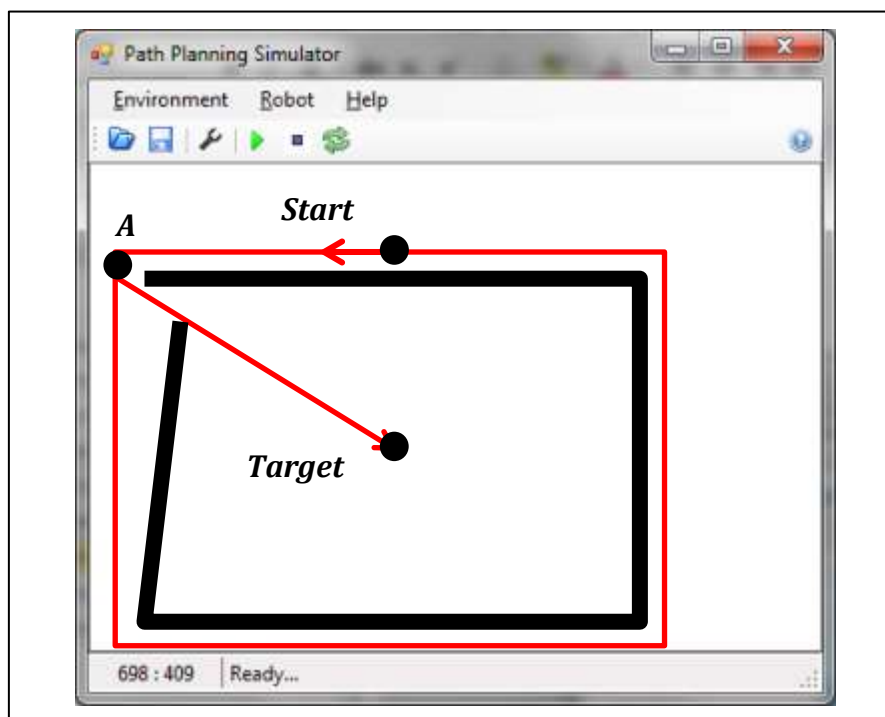 Path Planning Simulator
Environment Robot Help
Start
A
Target
698 : 409 Ready...